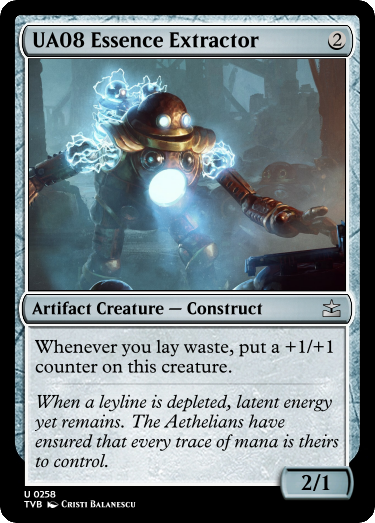 UA08 Essence Extractor
2
Artifact Creature — Construct
Whenever you lay waste, put a +1/+1
counter on this creature.
When a leyline is depleted, latent energy
yet remains. The Aethelians have
ensured that every trace of mana is theirs
to control.
2/1
U 0258
TVB Cristi Balanescu